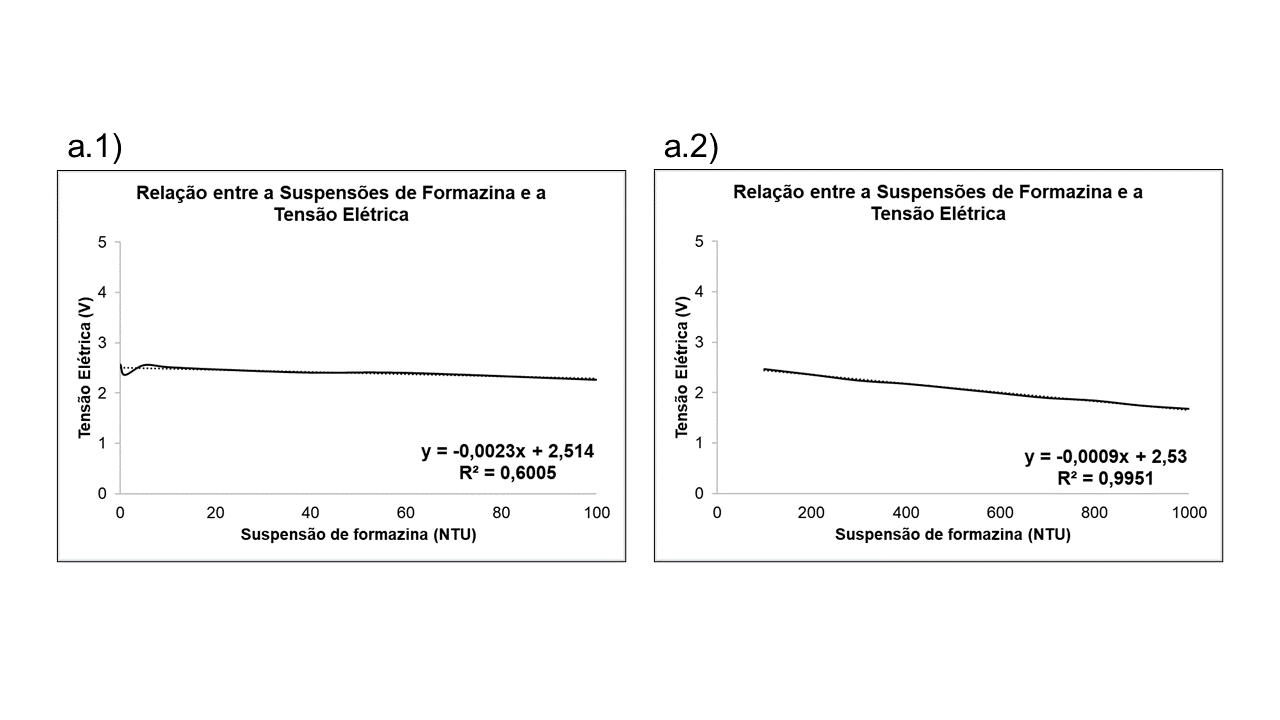 a.1)
Relação entre a Suspensões de Formazina e a
Tensão Elétrica
Tensão Elétrica (V)
5
4
3
2
1
0
0 20 40 60 80 100
Suspensão de formazina (NTU)
y = -0,0023x + 2,514
R² = 0,6005
a.2)
Relação entre a Suspensões de Formazina e a
Tensão Elétrica
Tensão Elétrica (V)
5
4
3
2
1
0
0 200 400 600 800 1000
Suspensão de formazina (NTU)
y = -0,0009x + 2,53
R² = 0,9951